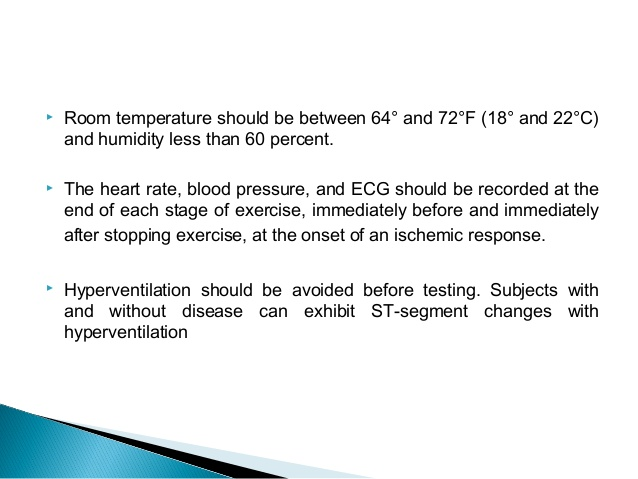 Room temperature should be between 64° and 72°F (18° and 22°C)
and humidity less than 60 percent.
The heart rate, blood pressure, and ECG should be recorded at the
end of each stage of exercise, immediately before and immediately
after stopping exercise, at the onset of an ischemic response.
Hyperventilation should be avoided before testing. Subjects with
and without disease can exhibit ST-segment changes with
hyperventilation